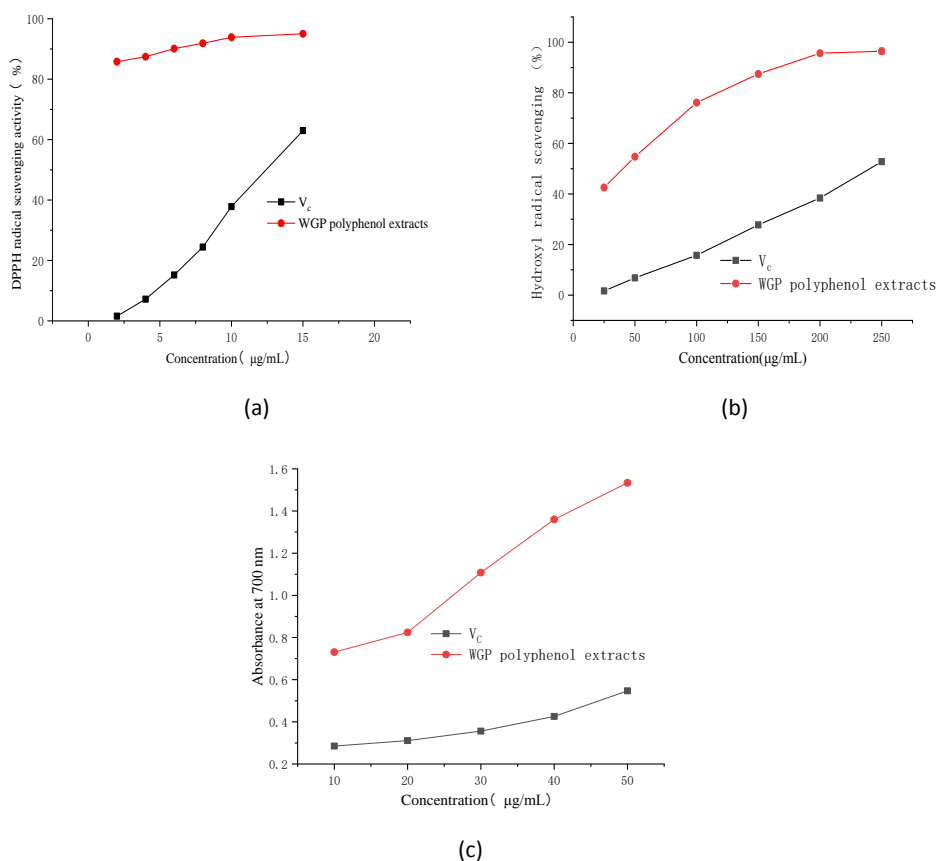 100
80
60
40
20
0
DPPH radical scavenging activity ( %)
V_c
WGP polyphenol extracts
0 5 10 15 20
Concentration( μg/mL)
(a)
100
80
60
40
20
0
Hydroxyl radical scavenging (%)
V_c
WGP polyphenol extracts
0 50 100 150 200 250
Concentration(μg/mL)
(b)
1.6
1.4
1.2
1.0
0.8
0.6
0.4
0.2
Absorbance at 700 nm
V_C
WGP polyphenol extracts
10 20 30 40 50
Concentration( μg/mL)
(c)